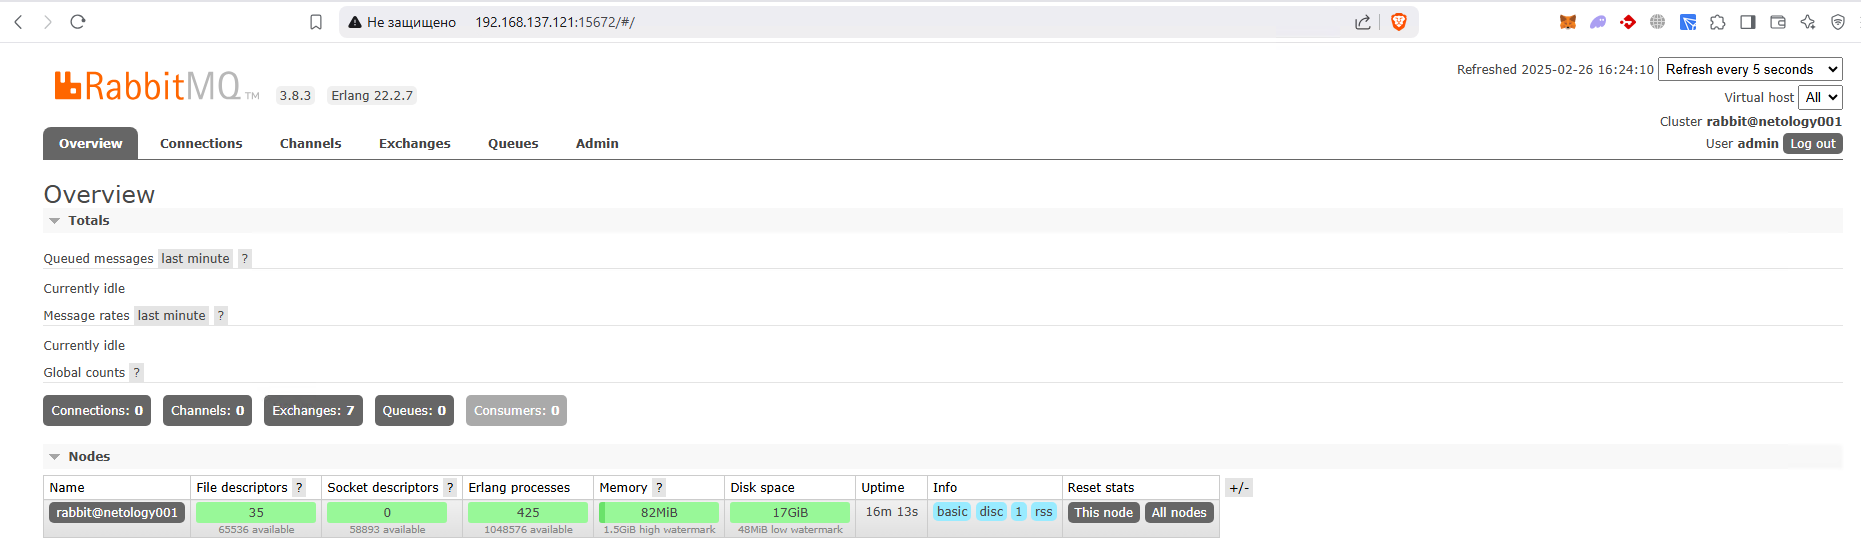 Не защищено 192.168.137.121:15672/#/
RabbitMQ TM 3.8.3 Erlang 22.2.7
Refreshed 2025-02-26 16:24:10 Refresh every 5 seconds
Virtual host All
Cluster rabbit@netology001
User admin Log out
Overview Connections Channels Exchanges Queues Admin
Overview
Totals
Queued messages last minute ?
Currently idle
Message rates last minute ?
Currently idle
Global counts ?
Connections: 0 Channels: 0 Exchanges: 7 Queues: 0 Consumers: 0
Nodes
Name File descriptors ? Socket descriptors ? Erlang processes Memory ? Disk space Uptime Info Reset stats +/-
rabbit@netology001 35 0 425 82MiB 17GiB 16m 13s basic disc 1 rss This node All nodes
65536 available 58893 available 1048576 available 1.5GiB high watermark 48MiB low watermark